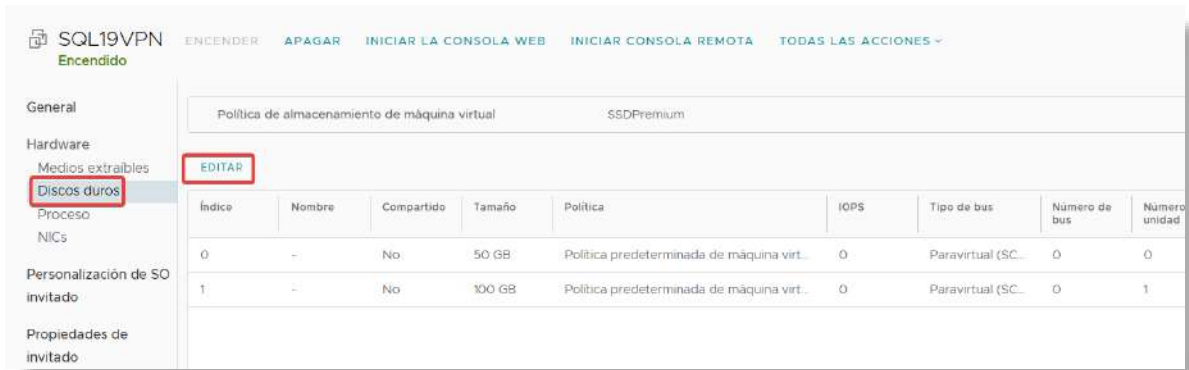 SQL19VPN ENCENDER APAGAR INICIAR LA CONSOLA WEB INICIAR CONSOLA REMOTA TODAS LAS ACCIONES
Encendido
General
Política de almacenamiento de máquina virtual SSDPremium
Hardware
Medios extraíbles
EDITAR
Discos duros
Índice Nombre Compartido Tamaño Política IOPS Tipo de bus Número de bus Número unidad
Proceso
NICs
0 - No 50 GB Política predeterminada de máquina virt... 0 Paravirtual (SC... 0 0
Personalización de SO
invitado
1 - No 100 GB Política predeterminada de máquina virt... 0 Paravirtual (SC... 0 1
Propiedades de
invitado